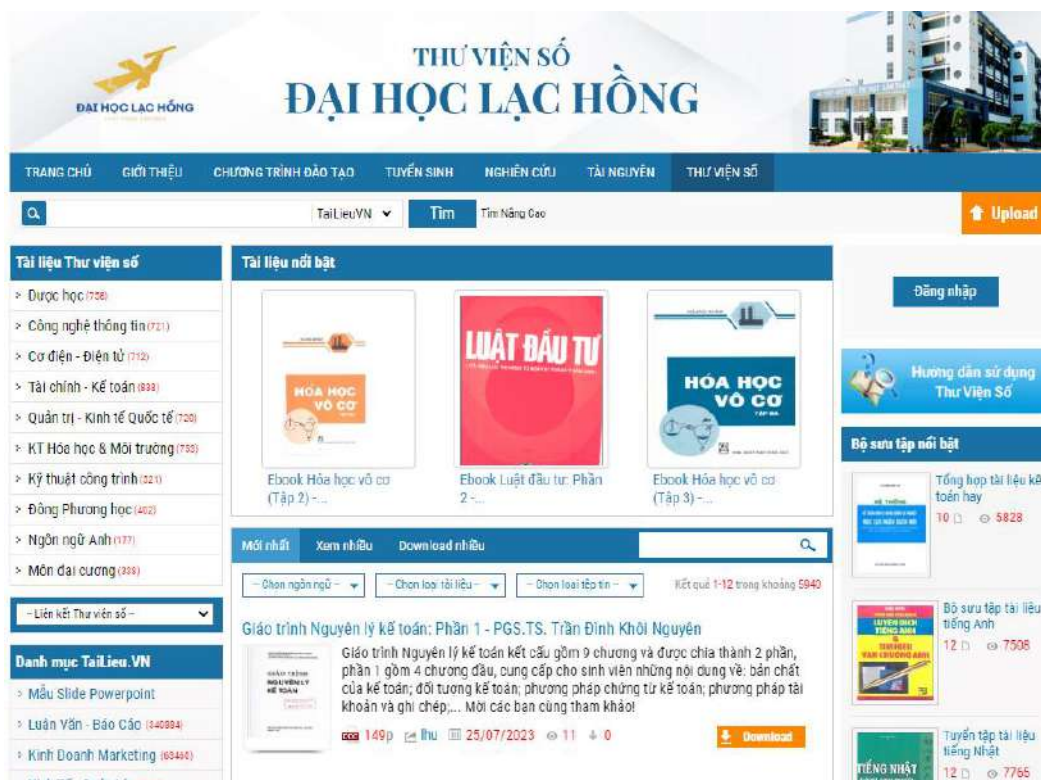 THƯ VIỆN SỐ
ĐẠI HỌC LẠC HỒNG
ĐẠI HỌC LẠC HỒNG
TRANG CHỦ GIỚI THIỆU CHƯƠNG TRÌNH ĐÀO TẠO TUYỂN SINH NGHIÊN CỨU TÀI NGUYÊN THƯ VIỆN SỐ
TaiLieuVN Tìm Tìm Nâng Cao Upload
Tài liệu Thư viện số
Dược học (758)
Công nghệ thông tin (721)
Cơ điện - Điện tử (712)
Tài chính - Kế toán
Quản trị - Kinh tế Quốc tế (720)
KT Hóa học & Môi trường
Kỹ thuật công trình
Đông Phương học (402)
Ngôn ngữ Anh (177)
Môn đại cương
-- Liên kết Thư viện số --
Danh mục TaiLieu.VN
Mẫu Slide Powerpoint
Luận Văn - Báo Cáo
Kinh Doanh Marketing
Tài liệu nổi bật
HÓA HỌC
VÔ CƠ
Ebook Hóa học vô cơ
(Tập 2) -...
LUẬT ĐẦU TƯ
Ebook Luật đầu tư: Phần
2 -...
HÓA HỌC
VÔ CƠ
TẬP BA
Ebook Hóa học vô cơ
(Tập 3) -...
Mới nhất Xem nhiều Download nhiều
-- Chọn ngôn ngữ -- -- Chọn loại tài liệu -- -- Chọn loại tệp tin -- Kết quả 1-12 trong khoảng 5940
Giáo trình Nguyên lý kế toán: Phần 1 - PGS.TS. Trần Đình Khôi Nguyên
GIÁO TRÌNH
NGUYÊN LÝ
KẾ TOÁN
Giáo trình Nguyên lý kế toán kết cấu gồm 9 chương và được chia thành 2 phần,
phần 1 gồm 4 chương đầu, cung cấp cho sinh viên những nội dung về: bản chất
của kế toán; đối tượng kế toán; phương pháp chứng từ kế toán; phương pháp tài
khoản và ghi chép;... Mời các bạn cùng tham khảo!
149p lhu 25/07/2023 11 0 Download
Đăng nhập
Hướng dẫn sử dụng
Thư Viện Số
Bộ sưu tập nổi bật
Tổng hợp tài liệu kế
toán hay
10 5828
LUYỆN DỊCH
TIẾNG ANH
Bộ sưu tập tài liệu
tiếng Anh
12 7508
TIẾNG NHẬT
Tuyển tập tài liệu
tiếng Nhật
12 7765